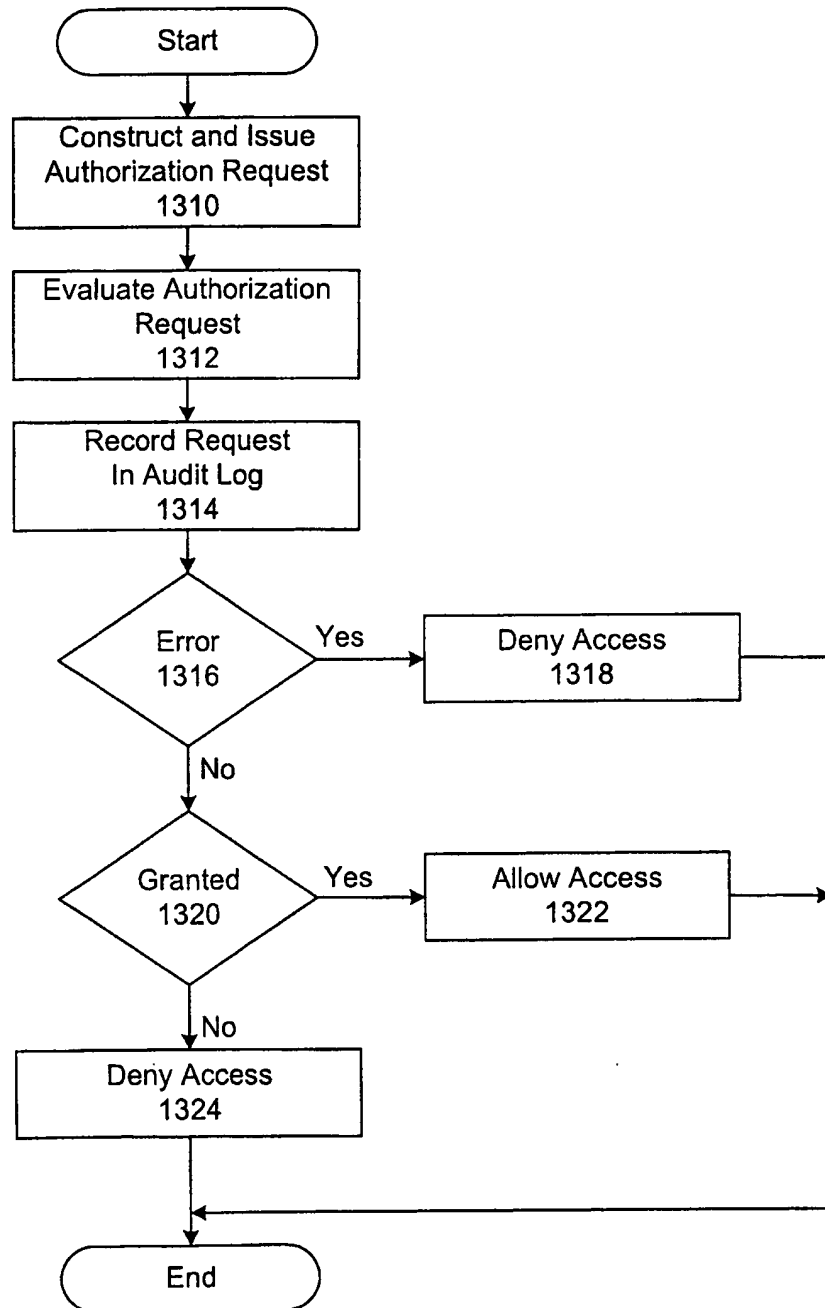 Start
Construct and Issue
Authorization Request
1310
Evaluate Authorization
Request
1312
Record Request
In Audit Log
1314
Error
1316
Yes
Deny Access
1318
No
Granted
1320
Yes
Allow Access
1322
No
Deny Access
1324
End